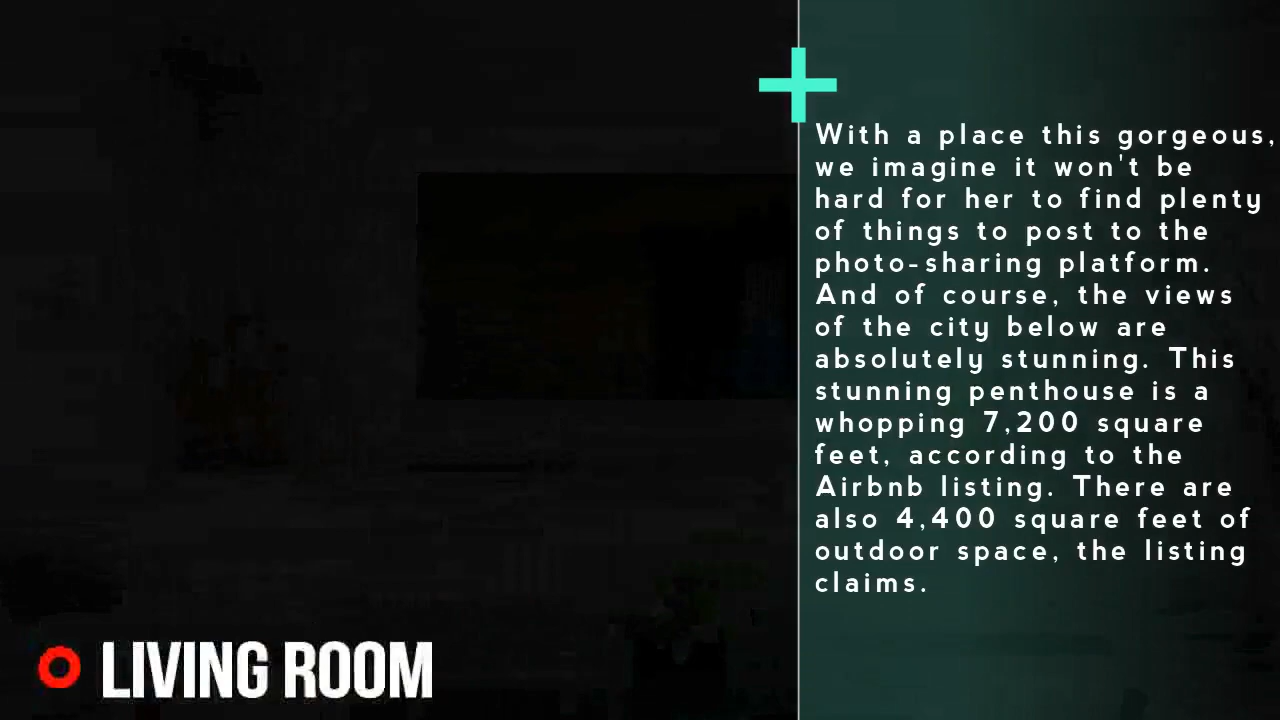 With a place this gorgeous,
we imagine it won't be
hard for her to find plenty
of things to post to the
photo-sharing platform.
And of course, the views
of the city below are
absolutely stunning. This
stunning penthouse is a
whopping 7,200 square
feet, according to the
Airbnb listing. There are
also 4,400 square feet of
outdoor space, the listing
claims.
LIVING ROOM